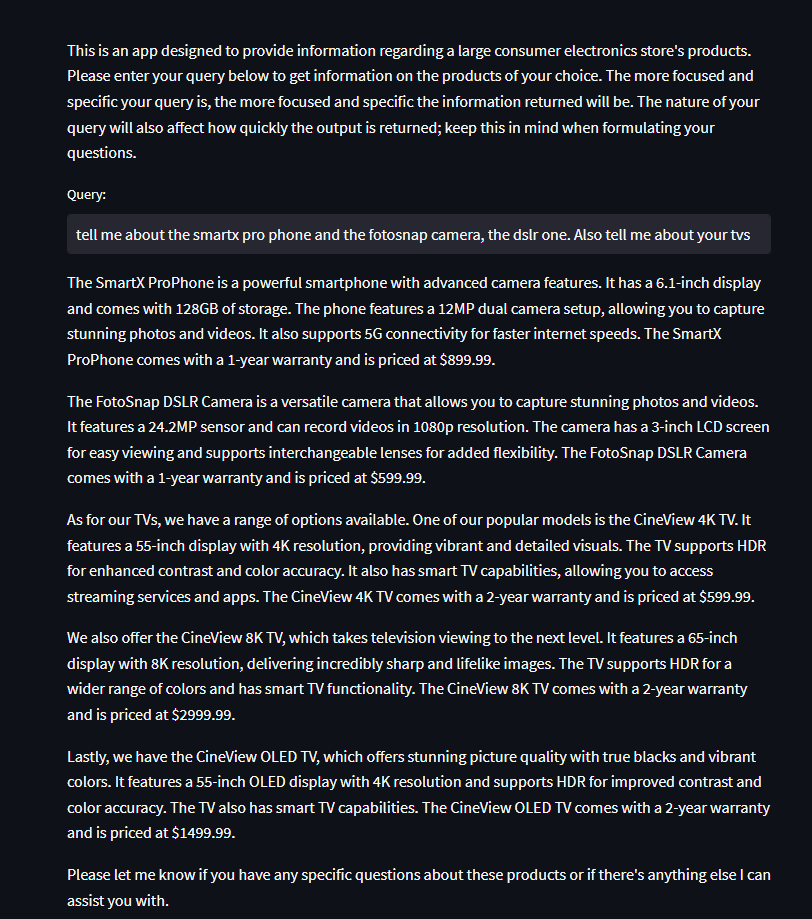 This is an app designed to provide information regarding a large consumer electronics store's products.
Please enter your query below to get information on the products of your choice. The more focused and
specific your query is, the more focused and specific the information returned will be. The nature of your
query will also affect how quickly the output is returned; keep this in mind when formulating your
questions.
Query:
tell me about the smartx pro phone and the fotosnap camera, the dslr one. Also tell me about your tvs
The SmartX ProPhone is a powerful smartphone with advanced camera features. It has a 6.1-inch display
and comes with 128GB of storage. The phone features a 12MP dual camera setup, allowing you to capture
stunning photos and videos. It also supports 5G connectivity for faster internet speeds. The SmartX
ProPhone comes with a 1-year warranty and is priced at $899.99.
The FotoSnap DSLR Camera is a versatile camera that allows you to capture stunning photos and videos.
It features a 24.2MP sensor and can record videos in 1080p resolution. The camera has a 3-inch LCD screen
for easy viewing and supports interchangeable lenses for added flexibility. The FotoSnap DSLR Camera
comes with a 1-year warranty and is priced at $599.99.
As for our TVs, we have a range of options available. One of our popular models is the CineView 4K TV. It
features a 55-inch display with 4K resolution, providing vibrant and detailed visuals. The TV supports HDR
for enhanced contrast and color accuracy. It also has smart TV capabilities, allowing you to access
streaming services and apps. The CineView 4K TV comes with a 2-year warranty and is priced at $599.99.
We also offer the CineView 8K TV, which takes television viewing to the next level. It features a 65-inch
display with 8K resolution, delivering incredibly sharp and lifelike images. The TV supports HDR for a
wider range of colors and has smart TV functionality. The CineView 8K TV comes with a 2-year warranty
and is priced at $2999.99.
Lastly, we have the CineView OLED TV, which offers stunning picture quality with true blacks and vibrant
colors. It features a 55-inch OLED display with 4K resolution and supports HDR for improved contrast and
color accuracy. The TV also has smart TV capabilities. The CineView OLED TV comes with a 2-year warranty
and is priced at $1499.99.
Please let me know if you have any specific questions about these products or if there's anything else I can
assist you with.